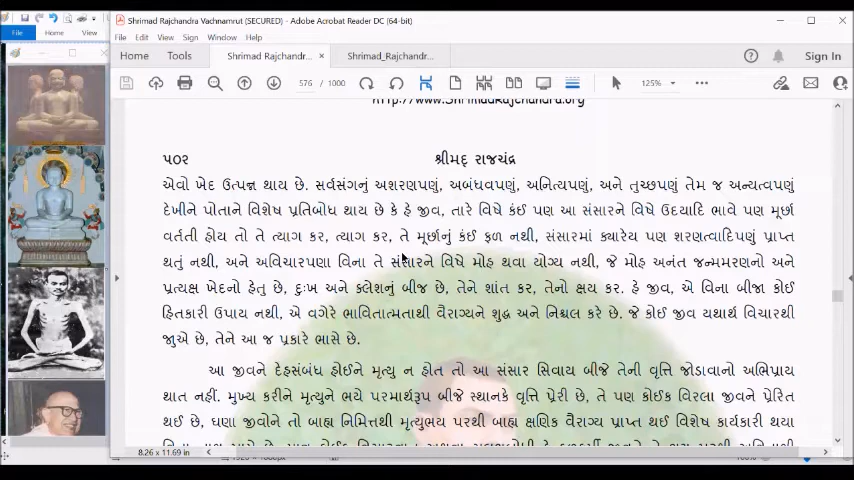 Shrimad Rajchandra Vachnamrut (SECURED) - Adobe Acrobat Reader DC (64-bit)
File Edit View Sign Window Help
File Home View
Home Tools Shrimad Rajchandr... × Shrimad_Rajchandr... Sign In
576 / 1000 125%
http://www.ShrimadRajchandra.org
૫૦૨ શ્રીમદ્ રાજચંદ્ર
એવો ખેદ ઉત્પન્ન થાય છે. સર્વસંગનું અશરણપણું, અબંધવપણું, અનિત્યપણું, અને તુચ્છપણું તેમ જ અન્યત્વપણું
દેખીને પોતાને વિશેષ પ્રતિબોધ થાય છે કે હે જીવ, તારે વિષે કંઈ પણ આ સંસારને વિષે ઉદયાદિ ભાવે પણ મૂર્છા
વર્તતી હોય તો તે ત્યાગ કર, ત્યાગ કર, તે મૂર્છાનું કંઈ ફળ નથી, સંસારમાં ક્યારેય પણ શરણત્વાદિપણું પ્રાપ્ત
થતું નથી, અને અવિચારપણા વિના તે સંસારને વિષે મોહ થવા યોગ્ય નથી, જે મોહ અનંત જન્મમરણનો અને
પ્રત્યક્ષ ખેદનો હેતુ છે, દુઃખ અને ક્લેશનું બીજ છે, તેને શાંત કર, તેનો ક્ષય કર. હે જીવ, એ વિના બીજા કોઈ
હિતકારી ઉપાય નથી, એ વગેરે ભાવિતાત્મતાથી વૈરાગ્યને શુદ્ધ અને નિશ્ચલ કરે છે. જે કોઈ જીવ યથાર્થ વિચારથી
જુએ છે, તેને આ જ પ્રકારે ભાસે છે.
આ જીવને દેહસંબંધ હોઈને મૃત્યુ ન હોત તો આ સંસાર સિવાય બીજે તેની વૃત્તિ જોડાવાનો અભિપ્રાય
થાત નહીં. મુખ્ય કરીને મૃત્યુને ભયે પરમાર્થરૂપ બીજે સ્થાનકે વૃત્તિ પ્રેરી છે, તે પણ કોઈક વિરલા જીવને પ્રેરિત
થઈ છે, ઘણા જીવોને તો બાહ્ય નિમિત્તથી મૃત્યુભય પરથી બાહ્ય ક્ષણિક વૈરાગ્ય પ્રાપ્ત થઈ વિશેષ કાર્યકારી થયા
8.26 x 11.69 in